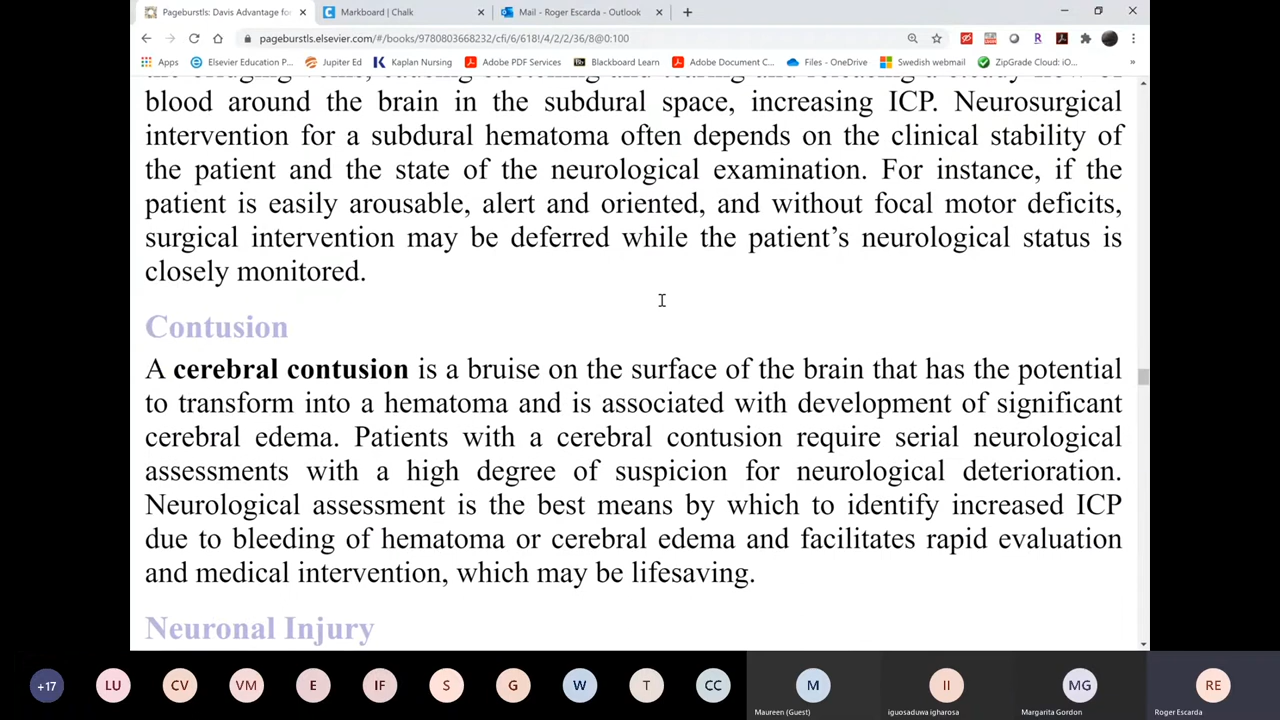 Pageburstls: Davis Advantage for
Markboard | Chalk
Mail - Roger Escarda - Outlook
pageburstls.elsevier.com/#/books/9780803668232/cfi/6/618!/4/2/2/36/8@0:100
Apps
Elsevier Education P...
Jupiter Ed
Kaplan Nursing
Adobe PDF Services
Blackboard Learn
Adobe Document C...
Files - OneDrive
Swedish webmail
ZipGrade Cloud: iO...
blood around the brain in the subdural space, increasing ICP. Neurosurgical
intervention for a subdural hematoma often depends on the clinical stability of
the patient and the state of the neurological examination. For instance, if the
patient is easily arousable, alert and oriented, and without focal motor deficits,
surgical intervention may be deferred while the patient's neurological status is
closely monitored.
Contusion
A cerebral contusion is a bruise on the surface of the brain that has the potential
to transform into a hematoma and is associated with development of significant
cerebral edema. Patients with a cerebral contusion require serial neurological
assessments with a high degree of suspicion for neurological deterioration.
Neurological assessment is the best means by which to identify increased ICP
due to bleeding of hematoma or cerebral edema and facilitates rapid evaluation
and medical intervention, which may be lifesaving.
Neuronal Injury
+17
LU
CV
VM
E
IF
S
G
W
T
CC
M
II
MG
RE
Maureen (Guest)
iguosaduwa igharosa
Margarita Gordon
Roger Escarda